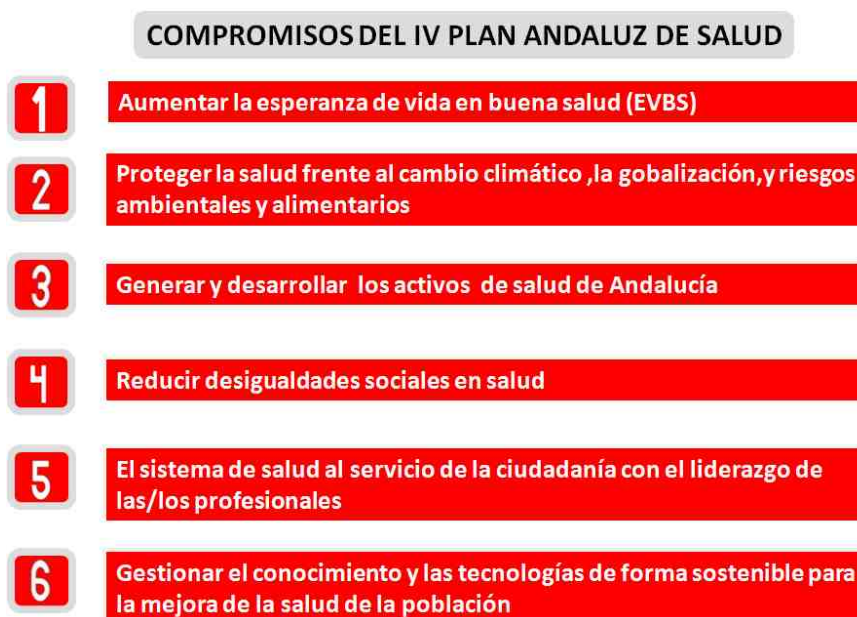 COMPROMISOS DEL IV PLAN ANDALUZ DE SALUD
1
Aumentar la esperanza de vida en buena salud (EVBS)
2
Proteger la salud frente al cambio climático ,la gobalización,y riesgos
ambientales y alimentarios
3
Generar y desarrollar los activos de salud de Andalucía
4
Reducir desigualdades sociales en salud
5
El sistema de salud al servicio de la ciudadanía con el liderazgo de
las/los profesionales
6
Gestionar el conocimiento y las tecnologías de forma sostenible para
la mejora de la salud de la población